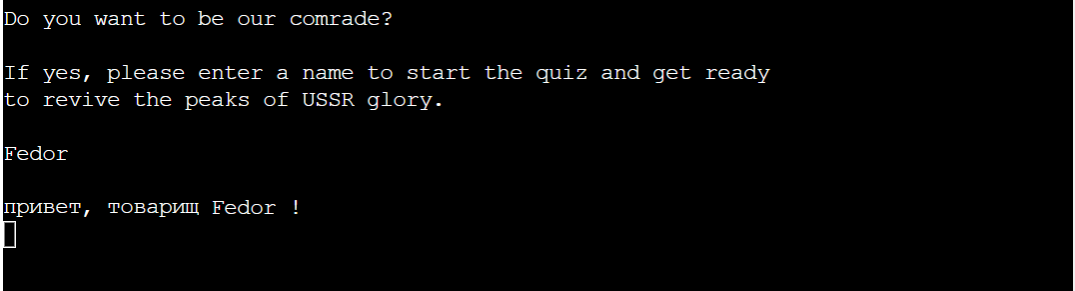 Do you want to be our comrade?
If yes, please enter a name to start the quiz and get ready
to revive the peaks of USSR glory.
Fedor
привет, товарищ Fedor !